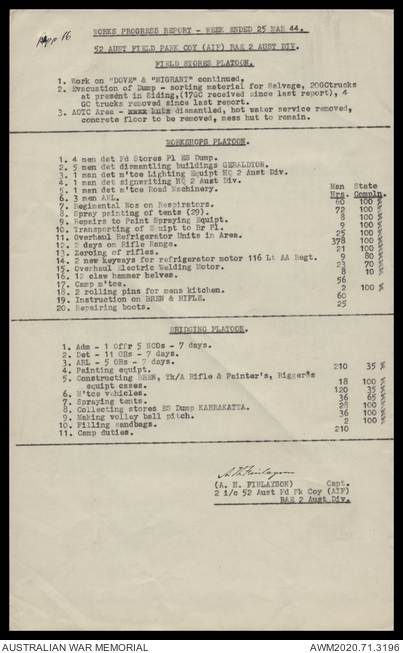 App 16
WORKS PROGRESS REPORT - WEEK ENDED 25 MAR 44.
52 AUST FIELD PARK COY (AIF) RAE 2 AUST DIV.
FIELD STORES PLATOON.
1. Work on "DOVE" & "MIGRANT" continued,
2. Evacuation of Dump - sorting material for Salvage, 20GCtrucks
at present in Siding,(17GC received since last report), 4
GC trucks removed since last report.
3. AOTC Area - huts dismantled, hot water service removed,
concrete floor to be removed, mess hut to remain.
WORKSHOPS PLATOON.
1. 4 men det Fd Stores Pl ES Dump.
2. 5 men det dismantling buildings GERALDTON.
3. 1 man det m'tce Lighting Equipt HQ 2 Aust Div.
4. 1 man det signwriting HQ 2 Aust Div.
5. 1 man det m'tce Road Machinery.
6. 3 men ARL.
Man Hrs. State Compln.
7. Regimental Nos on Respirators. 60 100 %
8. Spray painting of tents (29). 72 100 %
9. Repairs to Paint Spraying Equipt. 8 100 %
10. Transporting of Equipt to Br Pl. 9 100 %
11. Overhaul Refrigerator Units in Area. 25 100 %
12. 2 days on Rifle Range. 378 100 %
13. Zeroing of rifles. 21 100 %
14. 2 new keyways for refrigerator motor 116 Lt AA Regt. 9 80 %
15. Overhaul Electric Welding Motor. 23 70 %
16. 12 claw hammer helves. 8 10 %
17. Camp m'tce. 56
18. 2 rolling pins for mens kitchen. 2 100 %
19. Instruction on BREN & RIFLE. 60
20. Repairing boots. 25
BRIDGING PLATOON.
1. Adm - 1 Offr 5 NCOs - 7 days.
2. Det - 11 ORs - 7 days.
3. ARL - 5 ORs - 7 days.
4. Painting equipt. 210 35 %
5. Constructing BREN, Tk/A Rifle & Painter's, Rigger's
equipt cases. 18 100 %
6. M'tce vehicles. 120 35 %
7. Spraying tents. 36 65 %
8. Collecting stores ES Dump KARRAKATTA. 28 100 %
9. Making volley ball pitch. 36 100 %
10. Filling sandbags. 2 100 %
11. Camp duties. 210
A H Finlayson
(A. H. FINLAYSON) Capt.
2 i/c 52 Aust Fd Pk Coy (AIF)
RAE 2 Aust Div.
AUSTRALIAN WAR MEMORIAL AWM2020.71.3196